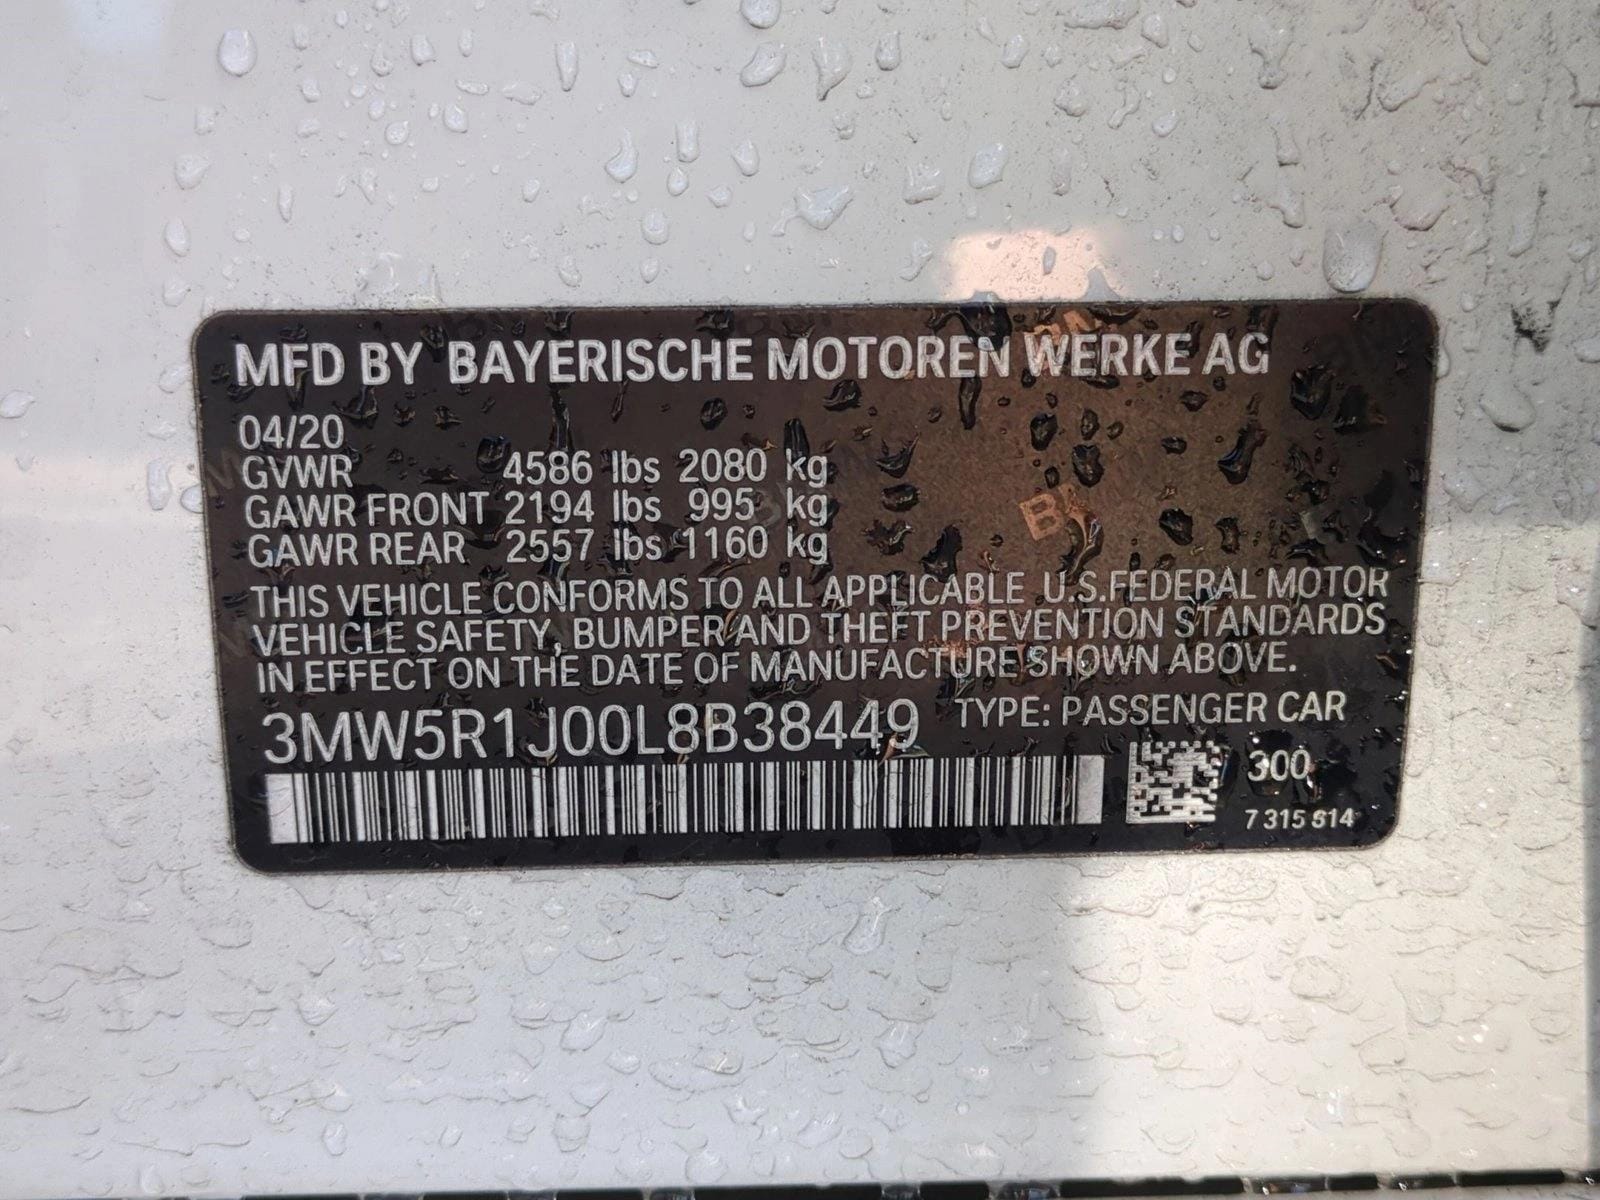 MFD BY BAYERISCHE MOTOREN WERKE AG
04/20
GVWR 4586 lbs 2080 kg
GAWR FRONT 2194 lbs 995 kg
GAWR REAR 2557 lbs 1160 kg
THIS VEHICLE CONFORMS TO ALL APPLICABLE U.S.FEDERAL MOTOR
VEHICLE SAFETY, BUMPER AND THEFT PREVENTION STANDARDS
IN EFFECT ON THE DATE OF MANUFACTURE SHOWN ABOVE.
3MW5R1J00L8B38449 TYPE: PASSENGER CAR
300
7 315 614